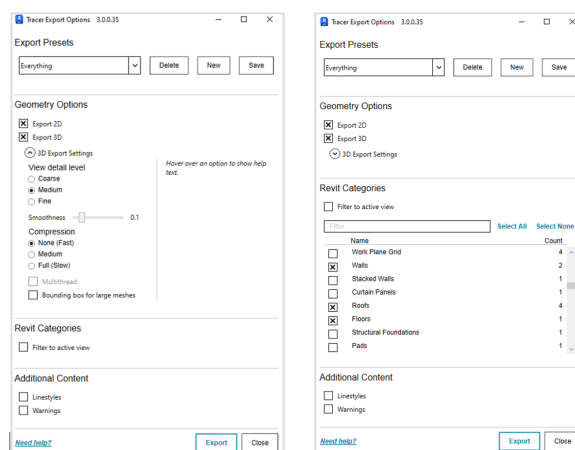 Tracer Export Options 3.0.0.35
Export Presets
Everything
Delete
New
Save
Geometry Options
Export 2D
Export 3D
3D Export Settings
View detail level
Coarse
Medium
Fine
Smoothness
0.1
Compression
None (Fast)
Medium
Full (Slow)
Multithread
Bounding box for large meshes
Hover over an option to show help
text.
Revit Categories
Filter to active view
Additional Content
Linestyles
Warnings
Need help?
Export
Close
Tracer Export Options 3.0.0.35
Export Presets
Everything
Delete
New
Save
Geometry Options
Export 2D
Export 3D
3D Export Settings
Revit Categories
Filter to active view
Filter
Select All
Select None
Name Count
Work Plane Grid 4
Walls 2
Stacked Walls 1
Curtain Panels 1
Roofs 4
Floors 1
Structural Foundations 1
Pads 1
Additional Content
Linestyles
Warnings
Need help?
Export
Close